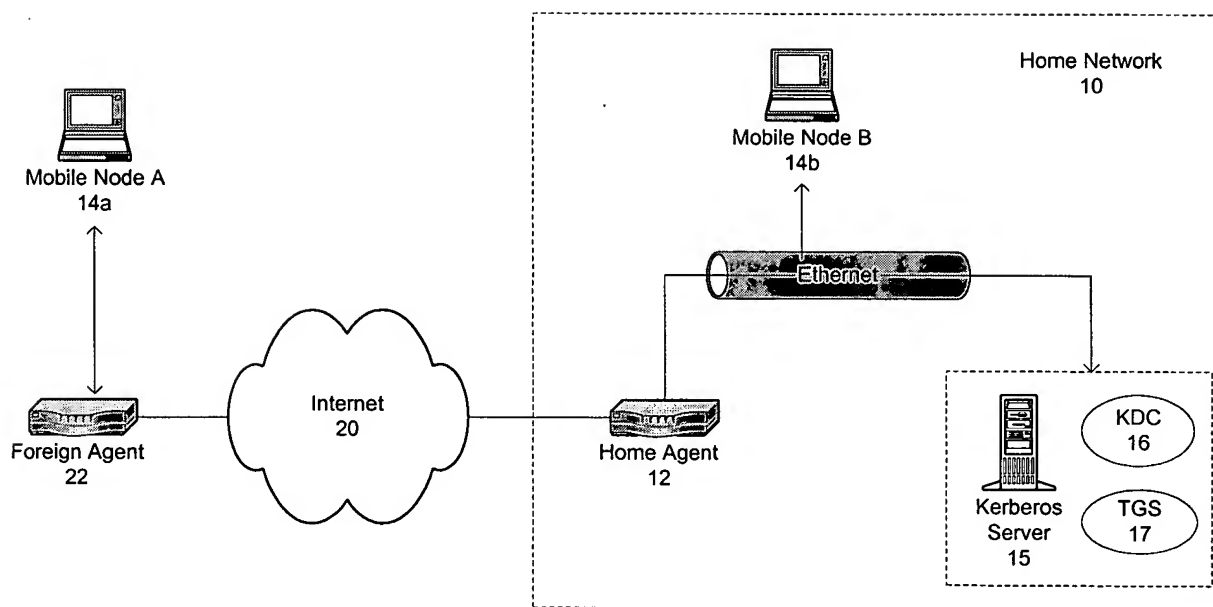 Home Network
10
Mobile Node A
14a
Mobile Node B
14b
Ethernet
Foreign Agent
22
Internet
20
Home Agent
12
Kerberos
Server
15
KDC
16
TGS
17